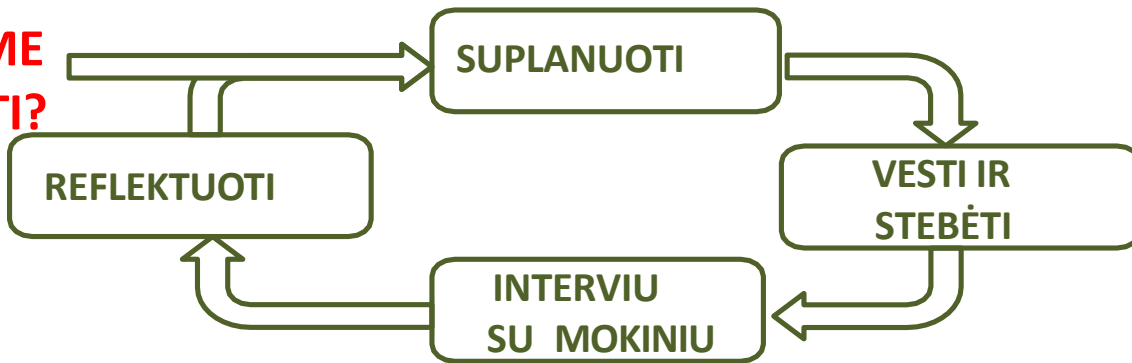 SUPLANUOTI
REFLEKTUOTI
VESTI IR
STEBĖTI
INTERVIU
SU MOKINIU